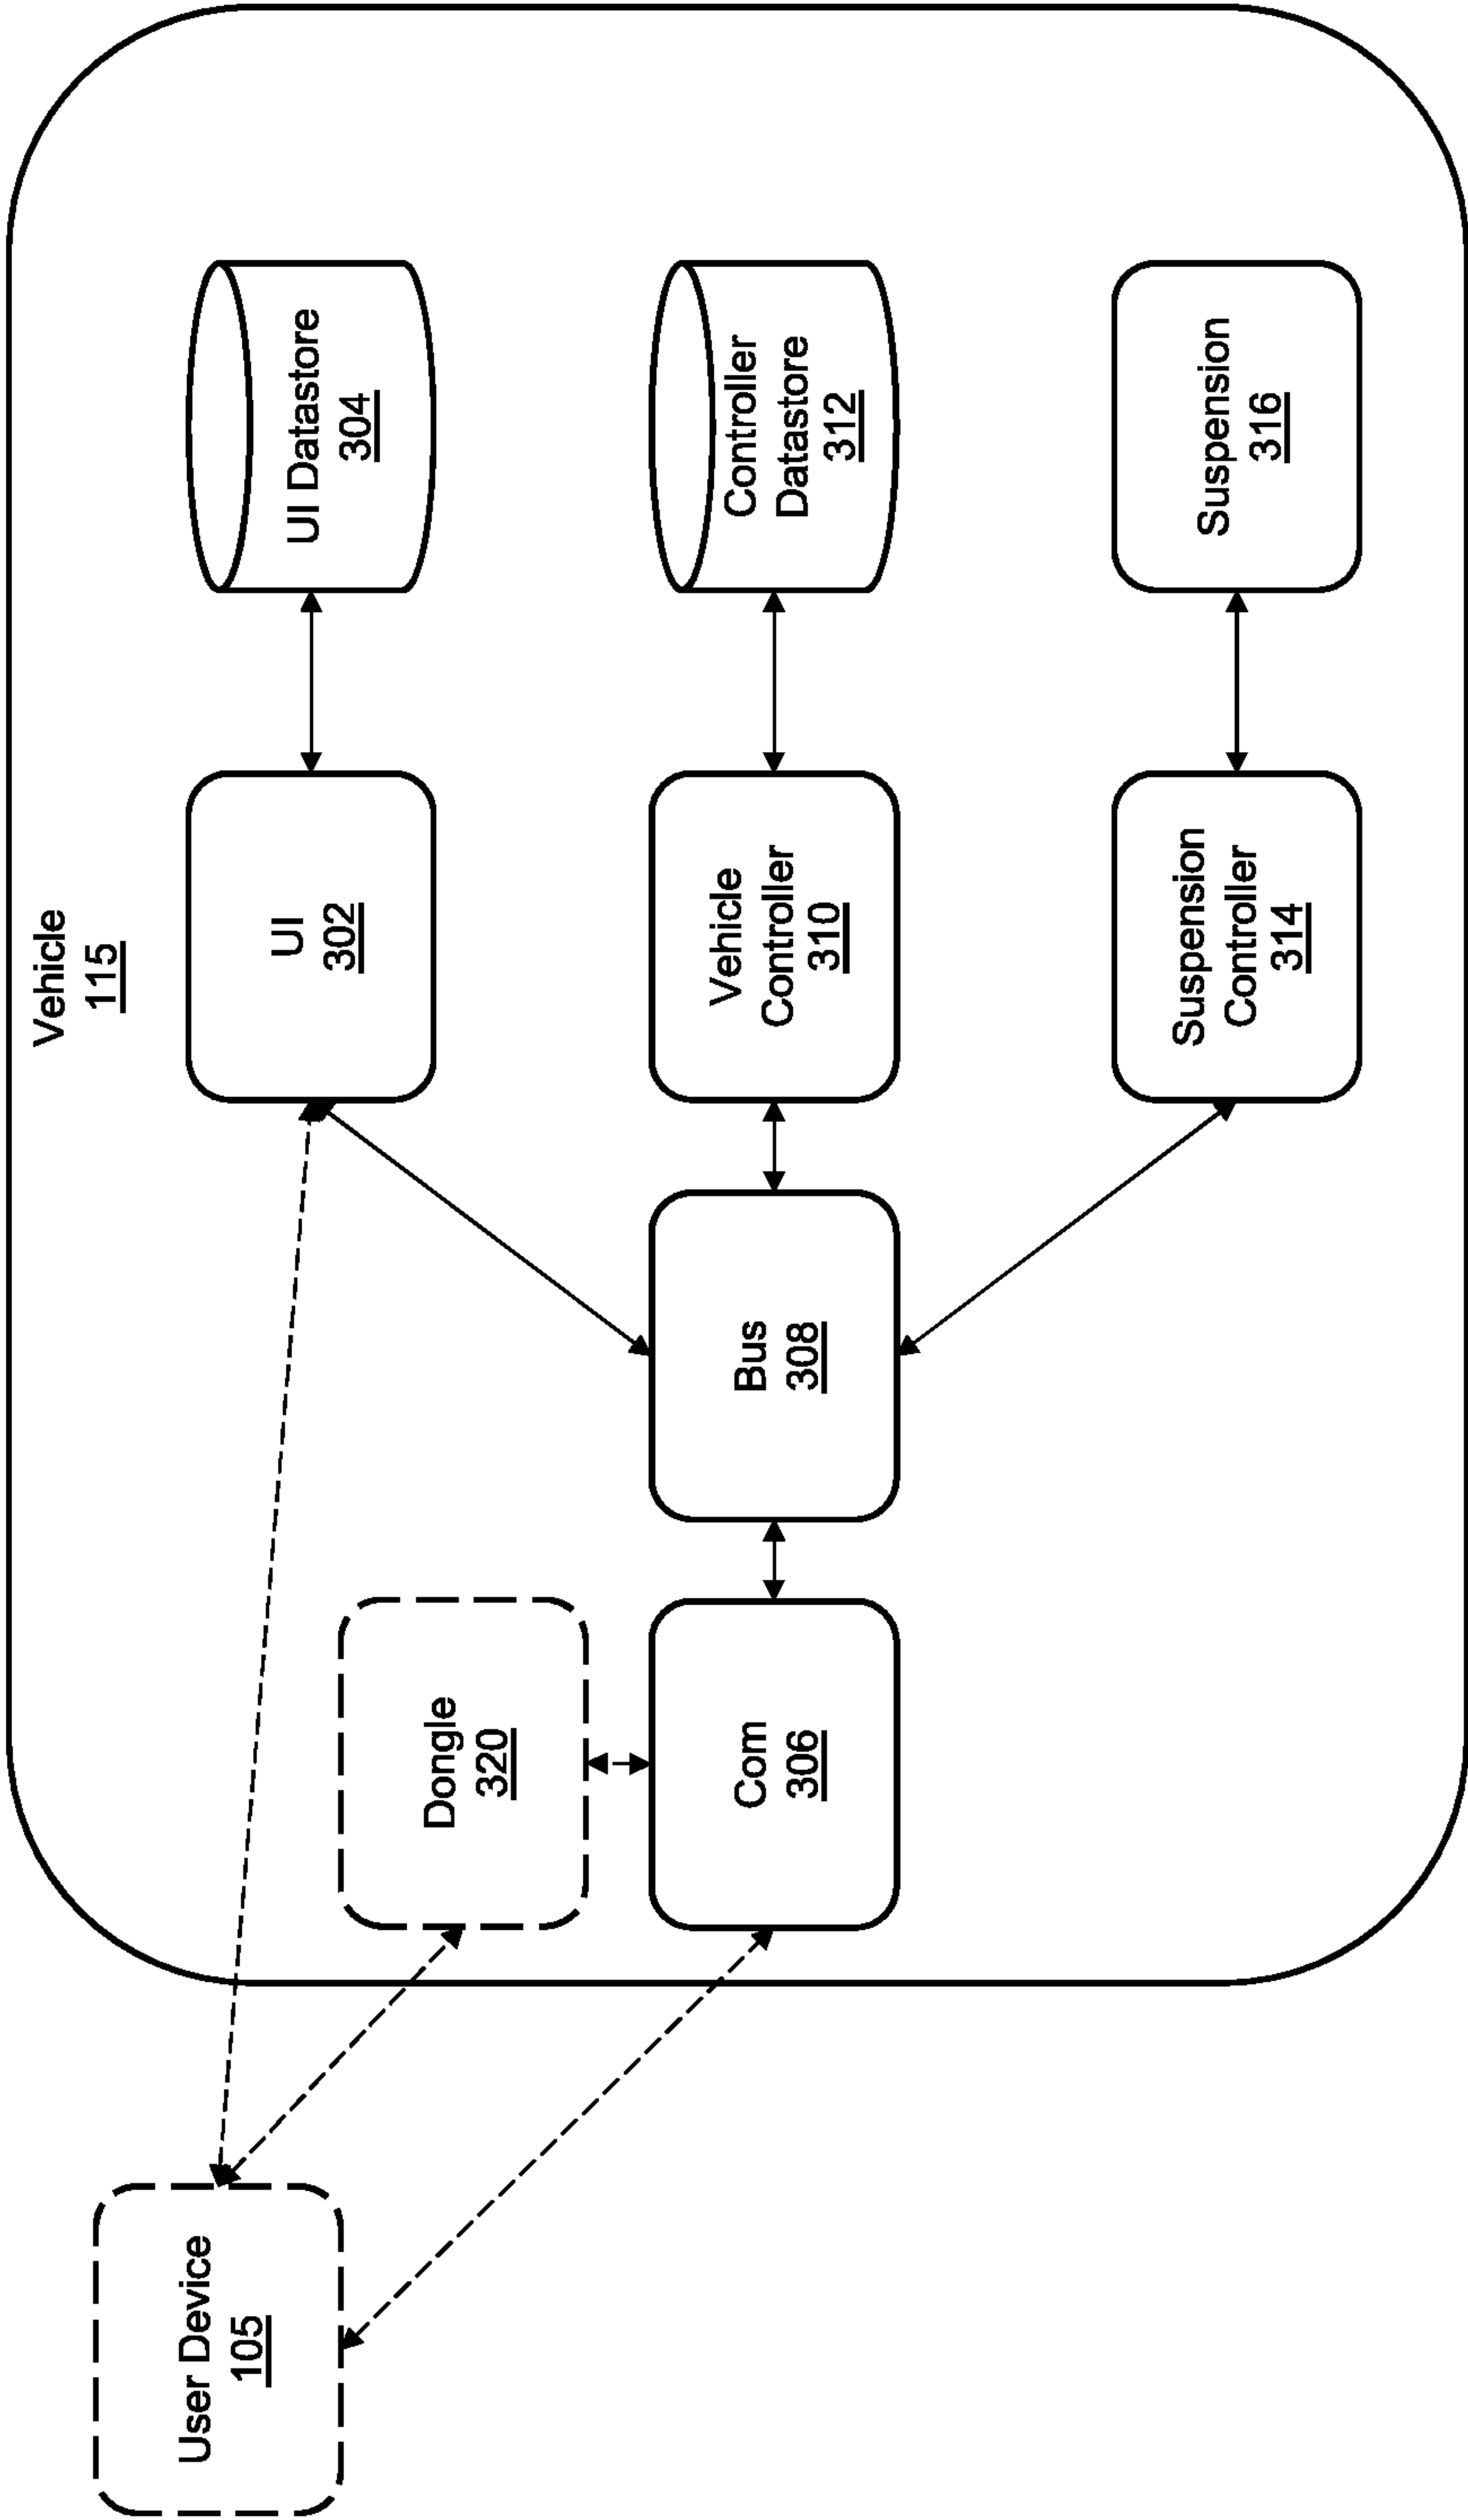 Vehicle
115
User Device
105
UI
302
UI Datastore
304
Dongle
320
Com
306
Bus
308
Vehicle
Controller
310
Controller
Datastore
312
Suspension
Controller
314
Suspension
316